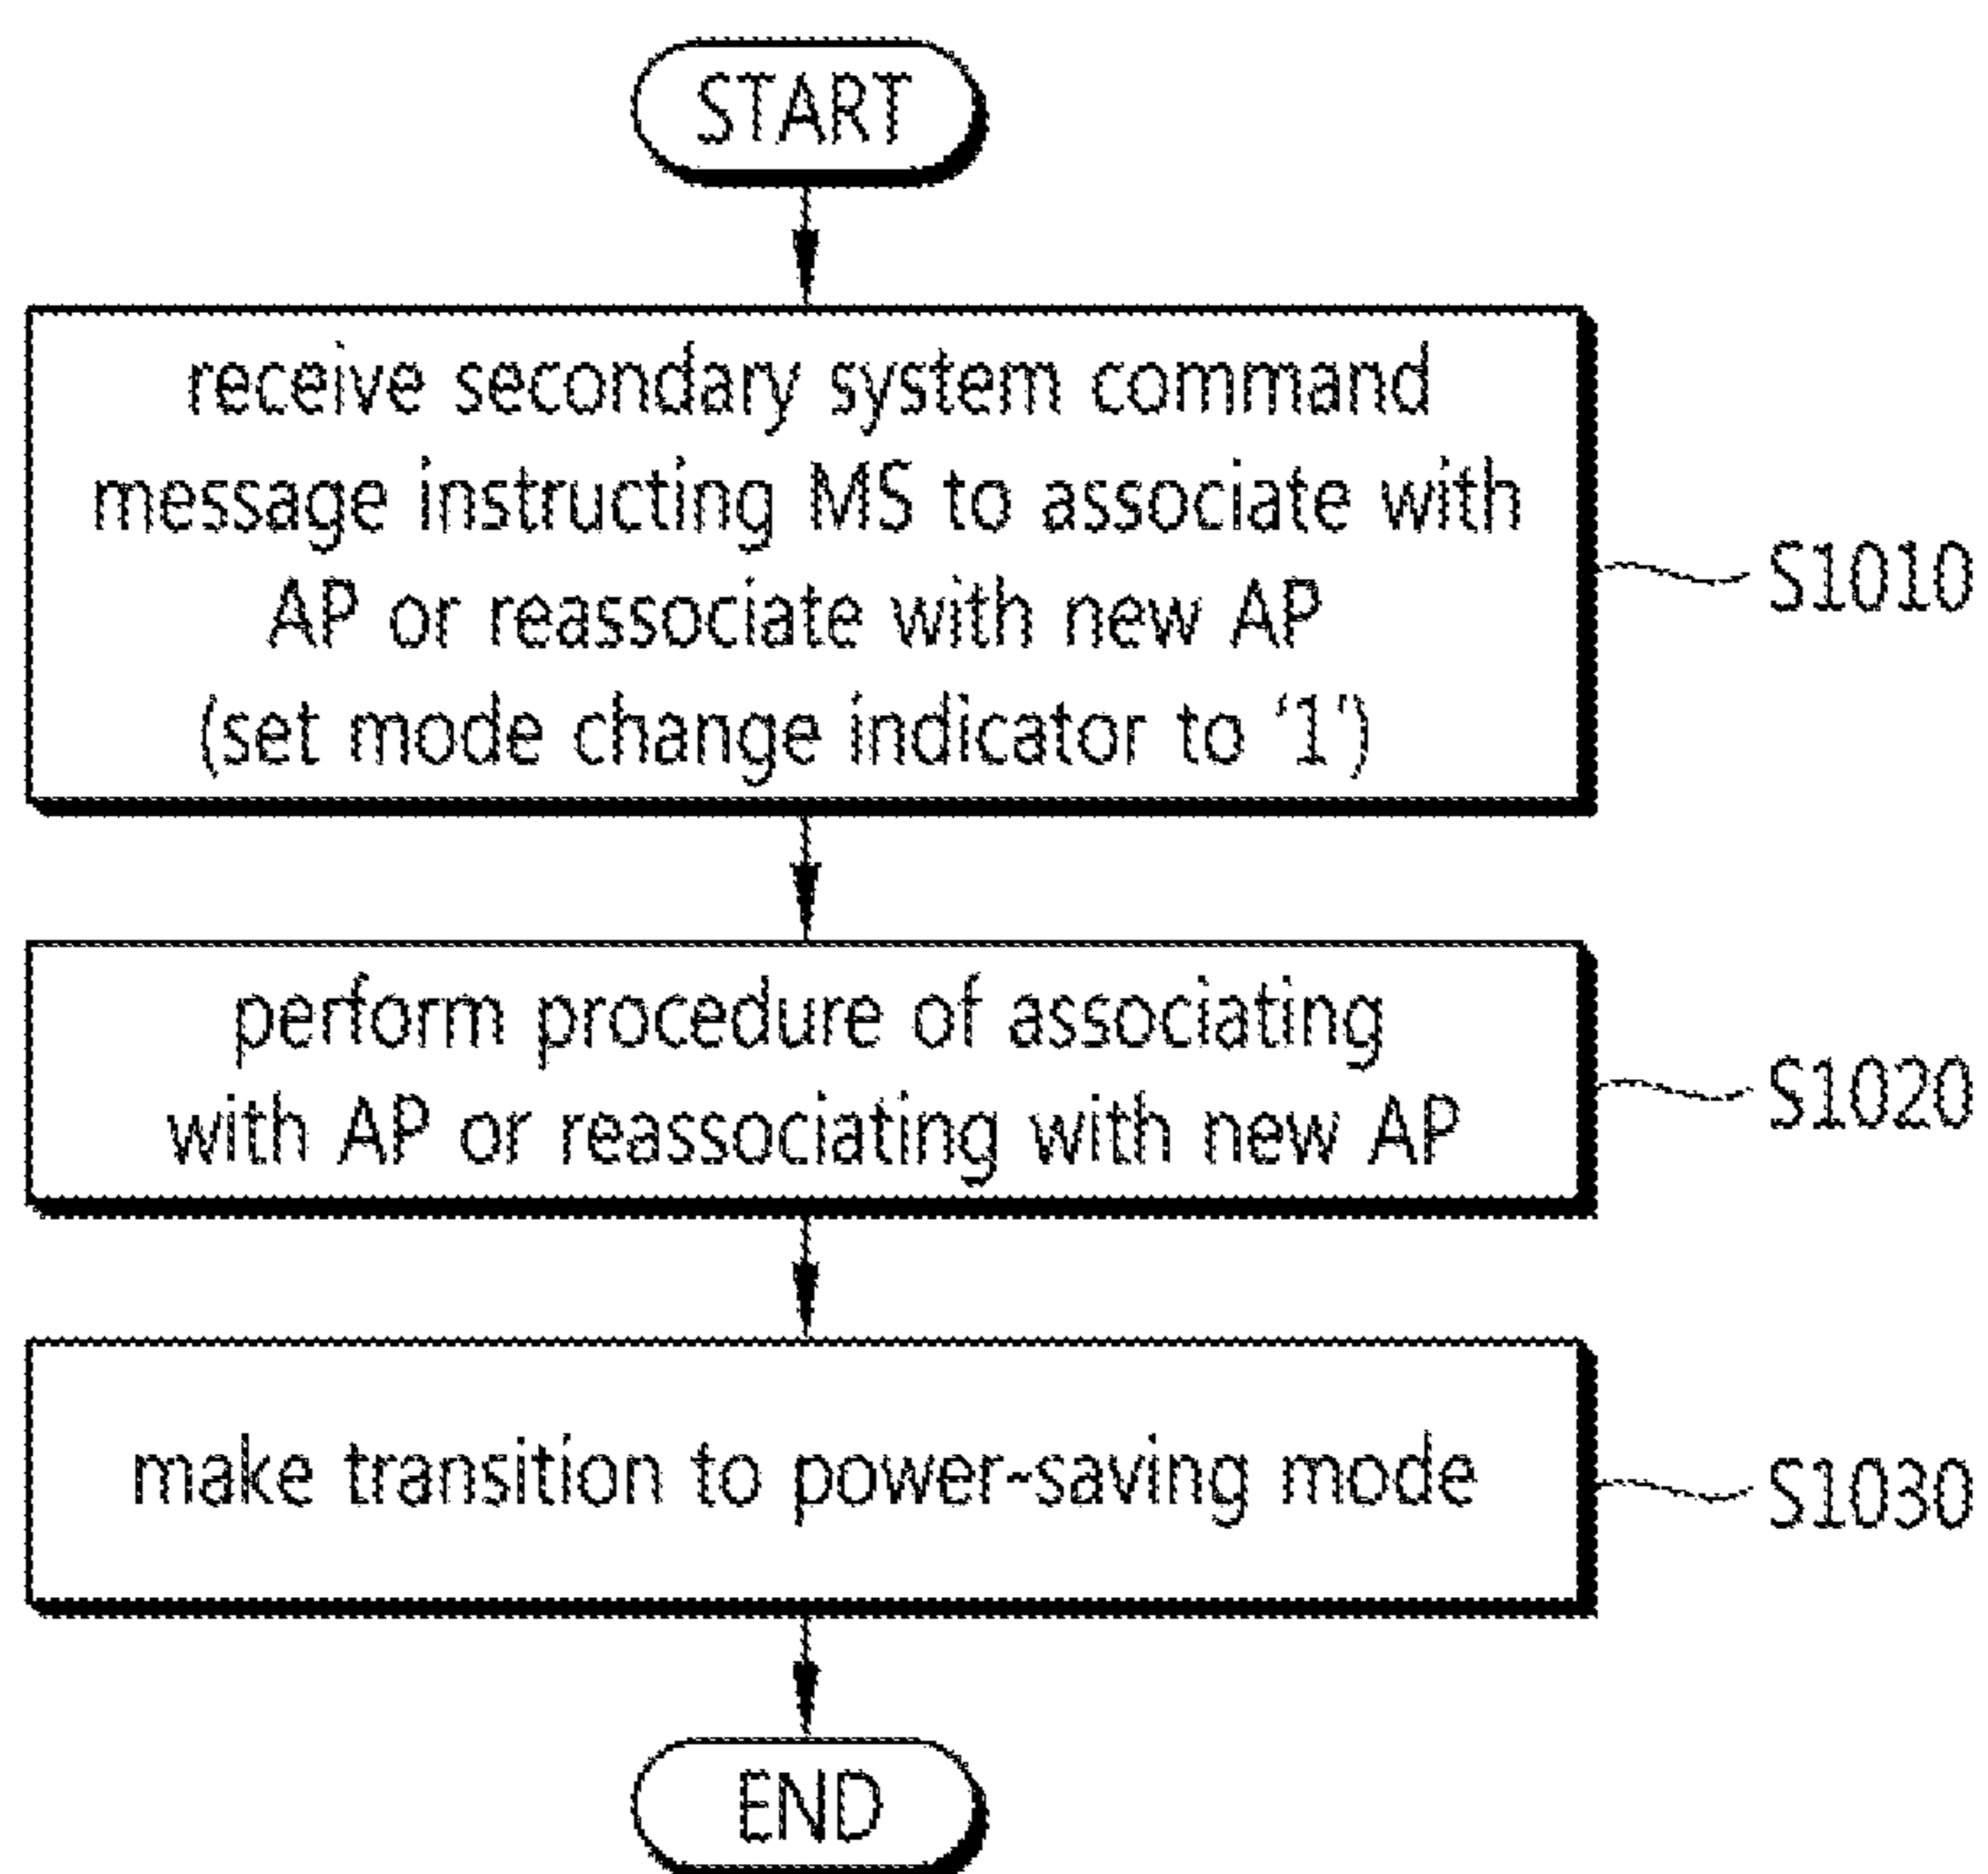 START
receive secondary system command
message instructing MS to associate with
AP or reassociate with new AP
(set mode change indicator to ‘1’)
S1010
perform procedure of associating
with AP or reassociating with new AP
S1020
make transition to power-saving mode
S1030
END